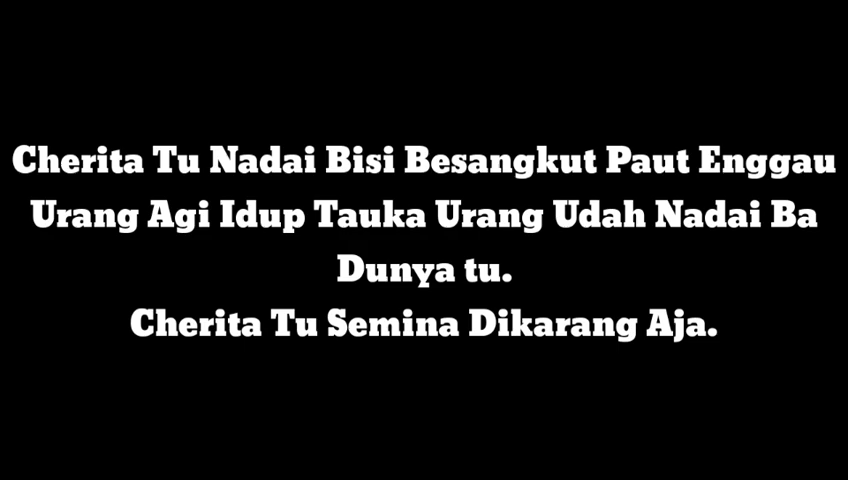 Cherita Tu Nadai Bisi Besangkut Paut Enggau
Urang Agi Idup Tauka Urang Udah Nadai Ba
Dunya tu.
Cherita Tu Semina Dikarang Aja.